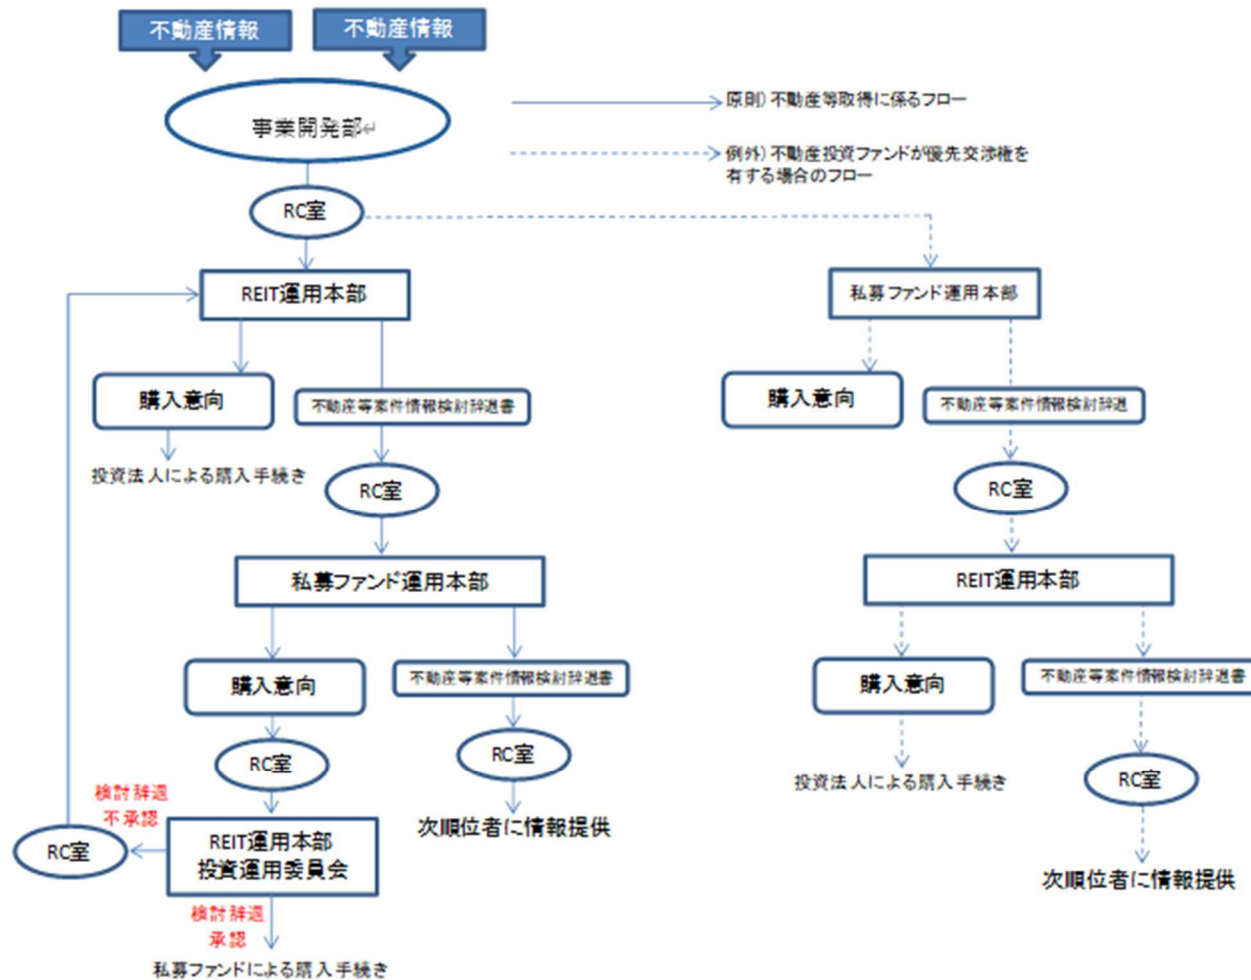 不動産情報
不動産情報
事業開発部↵
原則）不動産等取得に係るフロー
例外）不動産投資ファンドが優先交渉権を
有する場合のフロー
RC室
REIT運用本部
私募ファンド運用本部
購入意向
不動産等案件情報検討辞退書
購入意向
不動産等案件情報検討辞退
投資法人による購入手続き
RC室
RC室
私募ファンド運用本部
REIT運用本部
購入意向
不動産等案件情報検討辞退書
購入意向
不動産等案件情報検討辞退書
RC室
RC室
投資法人による購入手続き
RC室
検討辞退
不承認
次順位者に情報提供
RC室
REIT運用本部
投資運用委員会
次順位者に情報提供
検討辞退
承認
私募ファンドによる購入手続き